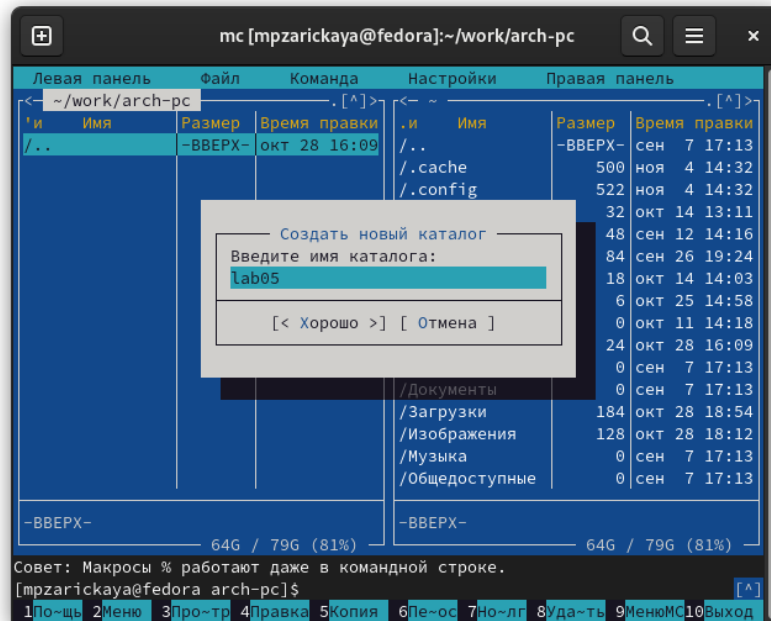 mc [mpzarickaya@fedora]:~/work/arch-pc
Левая панель Файл Команда Настройки Правая панель
<— ~/work/arch-pc .[^]> <— ~ .[^]>
'и Имя Размер Время правки .и Имя Размер Время правки
/.. -ВВЕРХ- окт 28 16:09 /.. -ВВЕРХ- сен 7 17:13
/.cache 500 ноя 4 14:32
/.config 522 ноя 4 14:32
32 окт 14 13:11
Создать новый каталог 48 сен 12 14:16
Введите имя каталога: 84 сен 26 19:24
lab05 18 окт 14 14:03
6 окт 25 14:58
[< Хорошо >] [ Отмена ] 0 окт 11 14:18
24 окт 28 16:09
0 сен 7 17:13
/Документы 0 сен 7 17:13
/Загрузки 184 окт 28 18:54
/Изображения 128 окт 28 18:12
/Музыка 0 сен 7 17:13
/Общедоступные 0 сен 7 17:13
-ВВЕРХ- -ВВЕРХ-
64G / 79G (81%) 64G / 79G (81%)
Совет: Макросы % работают даже в командной строке.
[mpzarickaya@fedora arch-pc]$ [^]
1По~щь 2Меню 3Про~тр 4Правка 5Копия 6Пе~ос 7Но~лг 8Уда~ть 9МенюMC 10Выход